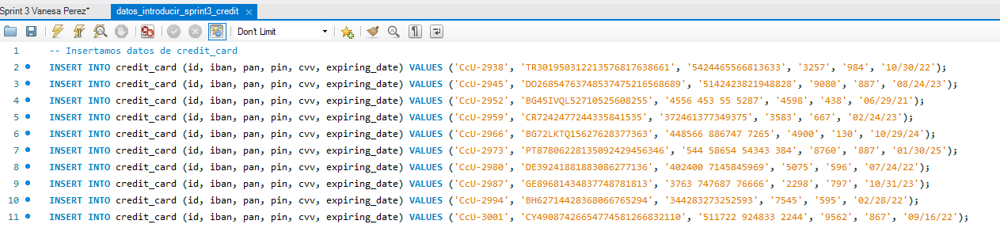 Sprint 3 Vanesa Perez*
datos_introducir_sprint3_credit
Don't Limit
1 -- Insertamos datos de credit_card
2 INSERT INTO credit_card (id, iban, pan, pin, cvv, expiring_date) VALUES ('CcU-2938', 'TR301950312213576817638661', '5424465566813633', '3257', '984', '10/30/22');
3 INSERT INTO credit_card (id, iban, pan, pin, cvv, expiring_date) VALUES ('CcU-2945', 'DO26854763748537475216568689', '5142423821948828', '9080', '887', '08/24/23');
4 INSERT INTO credit_card (id, iban, pan, pin, cvv, expiring_date) VALUES ('CcU-2952', 'BG45IVQL52710525608255', '4556 453 55 5287', '4598', '438', '06/29/21');
5 INSERT INTO credit_card (id, iban, pan, pin, cvv, expiring_date) VALUES ('CcU-2959', 'CR7242477244335841535', '372461377349375', '3583', '667', '02/24/23');
6 INSERT INTO credit_card (id, iban, pan, pin, cvv, expiring_date) VALUES ('CcU-2966', 'BG72LKTQ15627628377363', '448566 886747 7265', '4900', '130', '10/29/24');
7 INSERT INTO credit_card (id, iban, pan, pin, cvv, expiring_date) VALUES ('CcU-2973', 'PT87806228135092429456346', '544 58654 54343 384', '8760', '887', '01/30/25');
8 INSERT INTO credit_card (id, iban, pan, pin, cvv, expiring_date) VALUES ('CcU-2980', 'DE39241881883086277136', '402400 7145845969', '5075', '596', '07/24/22');
9 INSERT INTO credit_card (id, iban, pan, pin, cvv, expiring_date) VALUES ('CcU-2987', 'GE89681434837748781813', '3763 747687 76666', '2298', '797', '10/31/23');
10 INSERT INTO credit_card (id, iban, pan, pin, cvv, expiring_date) VALUES ('CcU-2994', 'BH62714428368066765294', '344283273252593', '7545', '595', '02/28/22');
11 INSERT INTO credit_card (id, iban, pan, pin, cvv, expiring_date) VALUES ('CcU-3001', 'CY49087426654774581266832110', '511722 924833 2244', '9562', '867', '09/16/22');